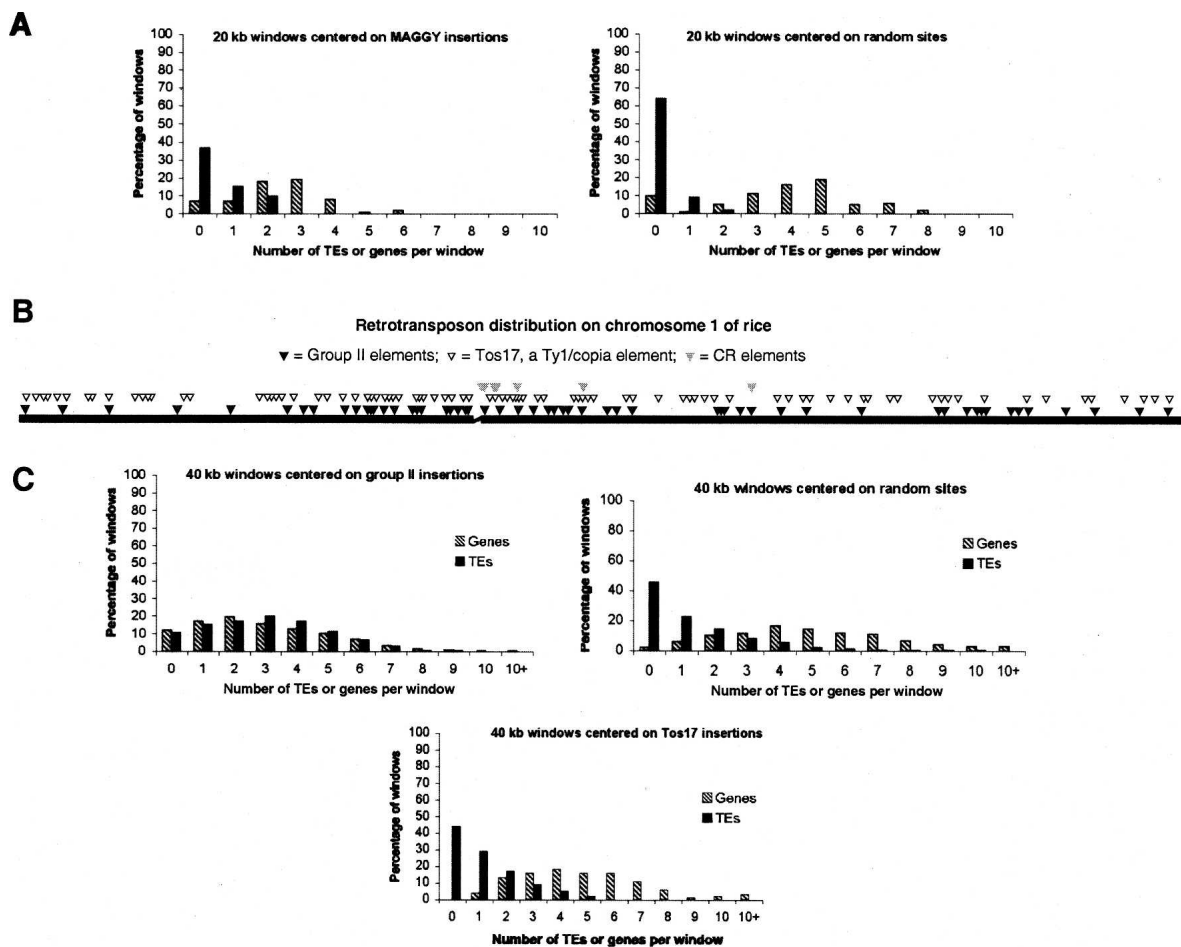 A
20 kb windows centered on MAGGY insertions
Percentage of windows
100
90
80
70
60
50
40
30
20
10
0
0 1 2 3 4 5 6 7 8 9 10
Number of TEs or genes per window
20 kb windows centered on random sites
Percentage of windows
100
90
80
70
60
50
40
30
20
10
0
0 1 2 3 4 5 6 7 8 9 10
Number of TEs or genes per window
B
Retrotransposon distribution on chromosome 1 of rice
▼ = Group II elements; ▽ = Tos17, a Ty1/copia element; ▼ = CR elements
C
40 kb windows centered on group II insertions
Percentage of windows
100
90
80
70
60
50
40
30
20
10
0
Genes
TEs
0 1 2 3 4 5 6 7 8 9 10 10+
Number of TEs or genes per window
40 kb windows centered on random sites
Percentage of windows
100
80
60
40
20
0
Genes
TEs
0 1 2 3 4 5 6 7 8 9 10 10+
Number of TEs or genes per window
40 kb windows centered on Tos17 insertions
Percentage of windows
100
90
80
70
60
50
40
30
20
10
0
Genes
TEs
0 1 2 3 4 5 6 7 8 9 10 10+
Number of TEs or genes per window